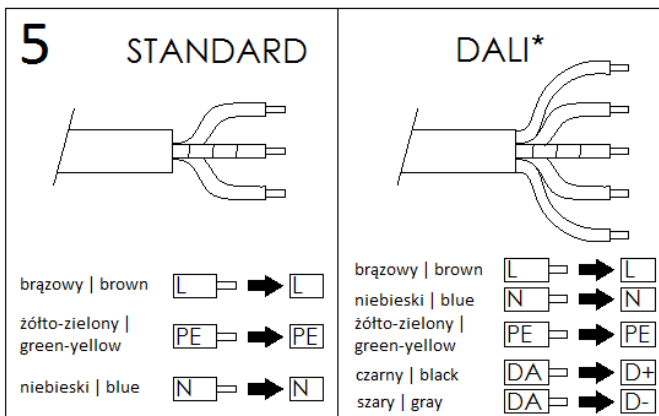 5 STANDARD
brązowy | brown L L
żółto-zielony |
green-yellow PE PE
niebieski | blue N N
DALI*
brązowy | brown L L
niebieski | blue N N
żółto-zielony |
green-yellow PE PE
czarny | black DA D+
szary | gray DA D-